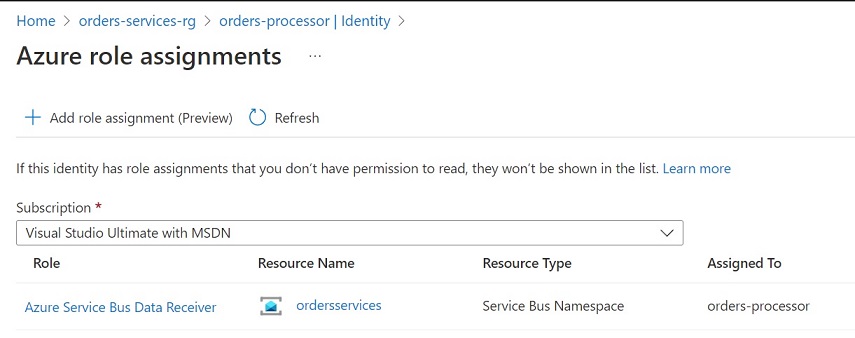 Home > orders-services-rg > orders-processor | Identity >
Azure role assignments ...
Add role assignment (Preview) Refresh
If this identity has role assignments that you don't have permission to read, they won't be shown in the list. Learn more
Subscription *
Visual Studio Ultimate with MSDN
Role Resource Name Resource Type Assigned To
Azure Service Bus Data Receiver ordersservices Service Bus Namespace orders-processor